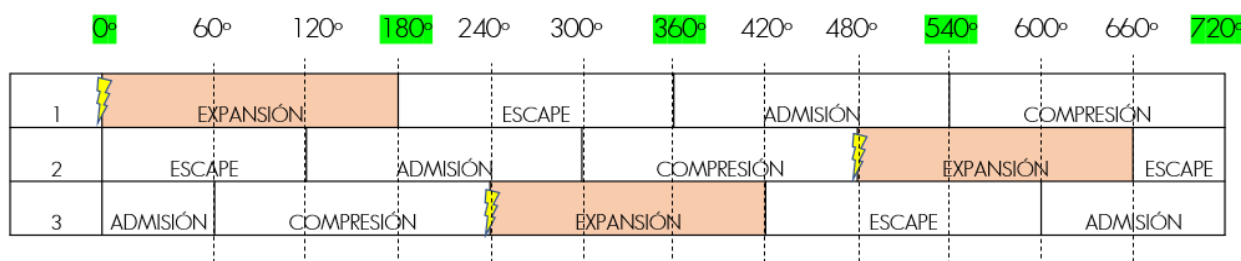 0º 60º 120º 180º 240º 300º 360º 420º 480º 540º 600º 660º 720º
1 EXPANSIÓN ESCAPE ADMISIÓN COMPRESIÓN
2 ESCAPE ADMISIÓN COMPRESIÓN EXPANSIÓN ESCAPE
3 ADMISIÓN COMPRESIÓN EXPANSIÓN ESCAPE ADMISIÓN